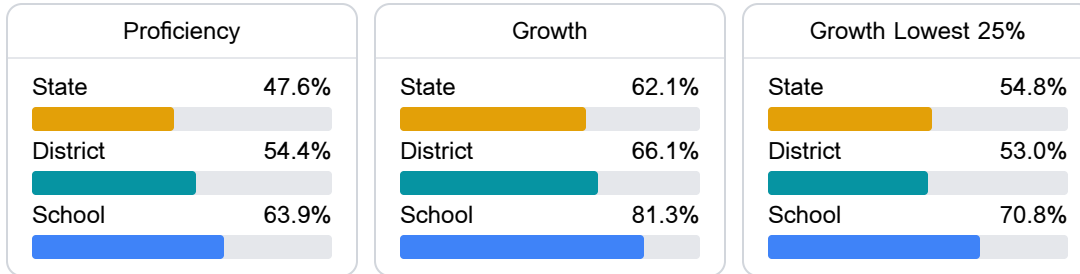 Proficiency
State 47.6%
District 54.4%
School 63.9%
Growth
State 62.1%
District 66.1%
School 81.3%
Growth Lowest 25%
State 54.8%
District 53.0%
School 70.8%